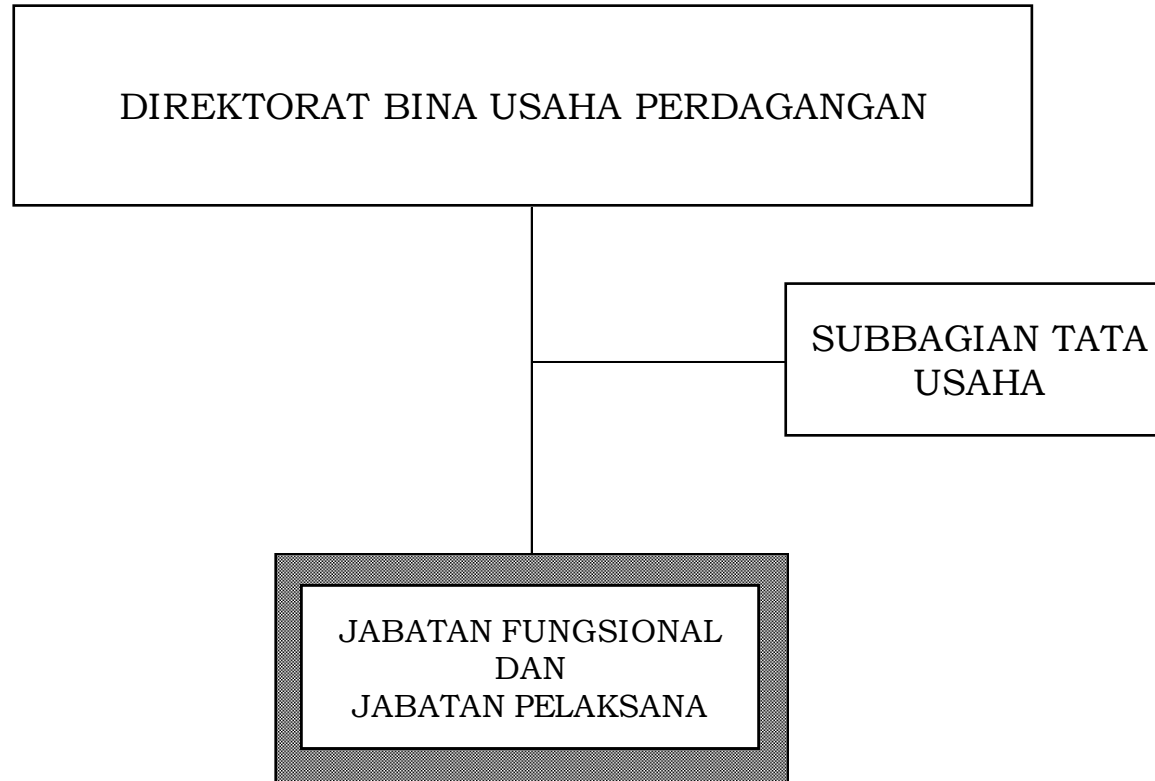 DIREKTORAT BINA USAHA PERDAGANGAN
SUBBAGIAN TATA
USAHA
JABATAN FUNGSIONAL
DAN
JABATAN PELAKSANA